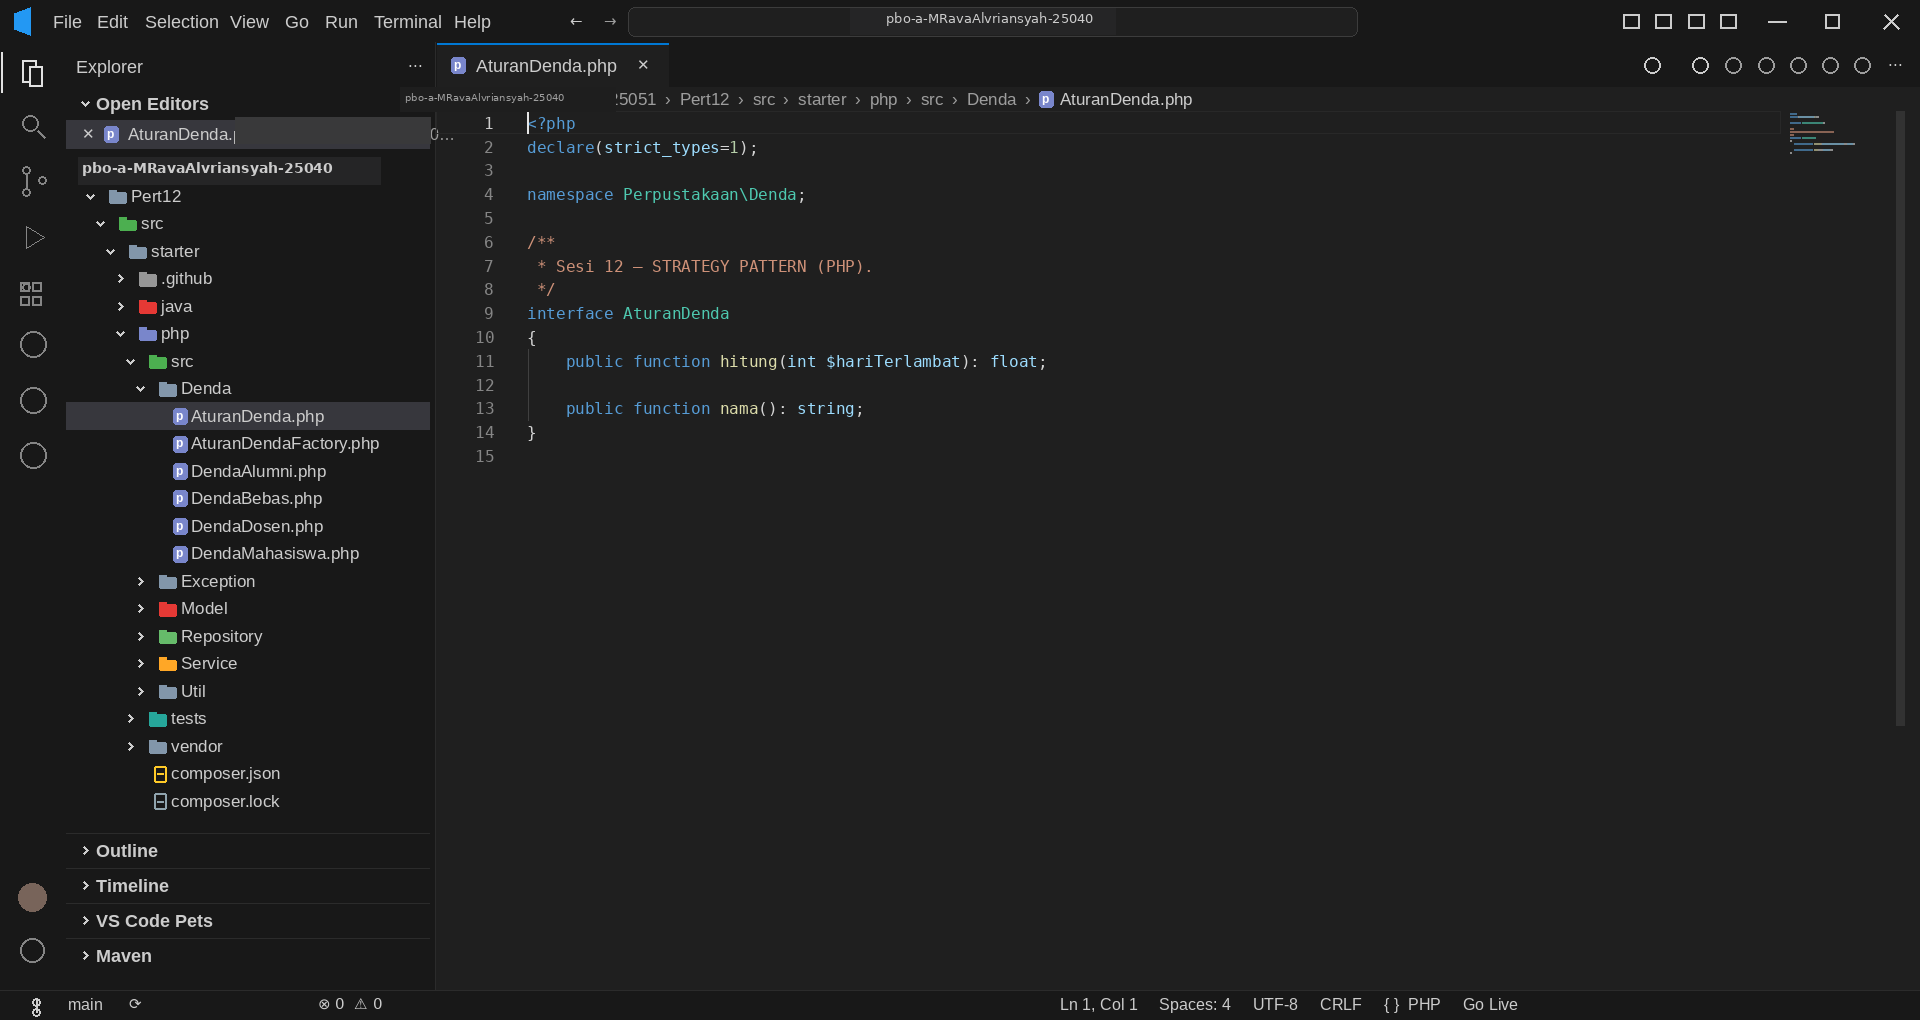 File Edit Selection View Go Run Terminal Help ← → pbo-a-MRavaAlvriansyah-25040
Explorer ···
AturanDenda.php ×
Open Editors
pbo-a-MRavaAlvriansyah-25040 25051 › Pert12 › src › starter › php › src › Denda › AturanDenda.php
× AturanDenda.p 0...
pbo-a-MRavaAlvriansyah-25040
Pert12
src
starter
.github
java
php
src
Denda
AturanDenda.php
AturanDendaFactory.php
DendaAlumni.php
DendaBebas.php
DendaDosen.php
DendaMahasiswa.php
Exception
Model
Repository
Service
Util
tests
vendor
composer.json
composer.lock
Outline
Timeline
VS Code Pets
Maven
1 <?php
2 declare(strict_types=1);
3
4 namespace Perpustakaan\Denda;
5
6 /**
7 * Sesi 12 — STRATEGY PATTERN (PHP).
8 */
9 interface AturanDenda
10 {
11 public function hitung(int $hariTerlambat): float;
12
13 public function nama(): string;
14 }
15
main ⟳ ⊗ 0 ⚠ 0 Ln 1, Col 1 Spaces: 4 UTF-8 CRLF { } PHP Go Live